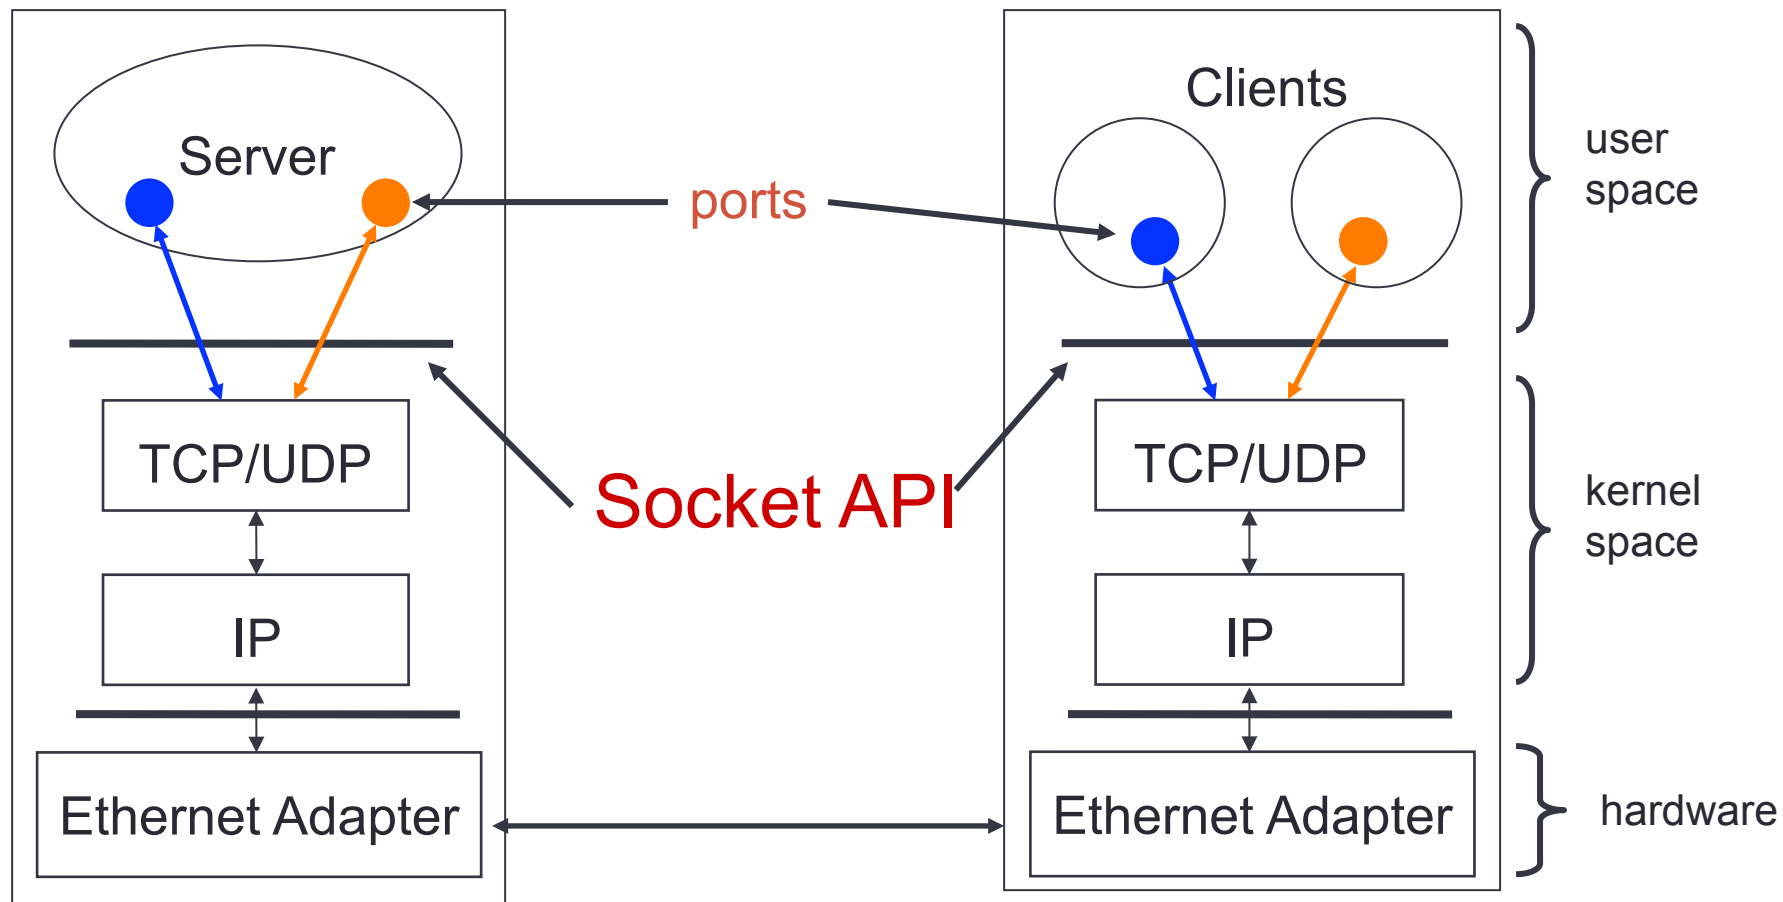 Server
ports
Clients
user
space
TCP/UDP
Socket API
TCP/UDP
kernel
space
IP
IP
Ethernet Adapter
Ethernet Adapter
hardware